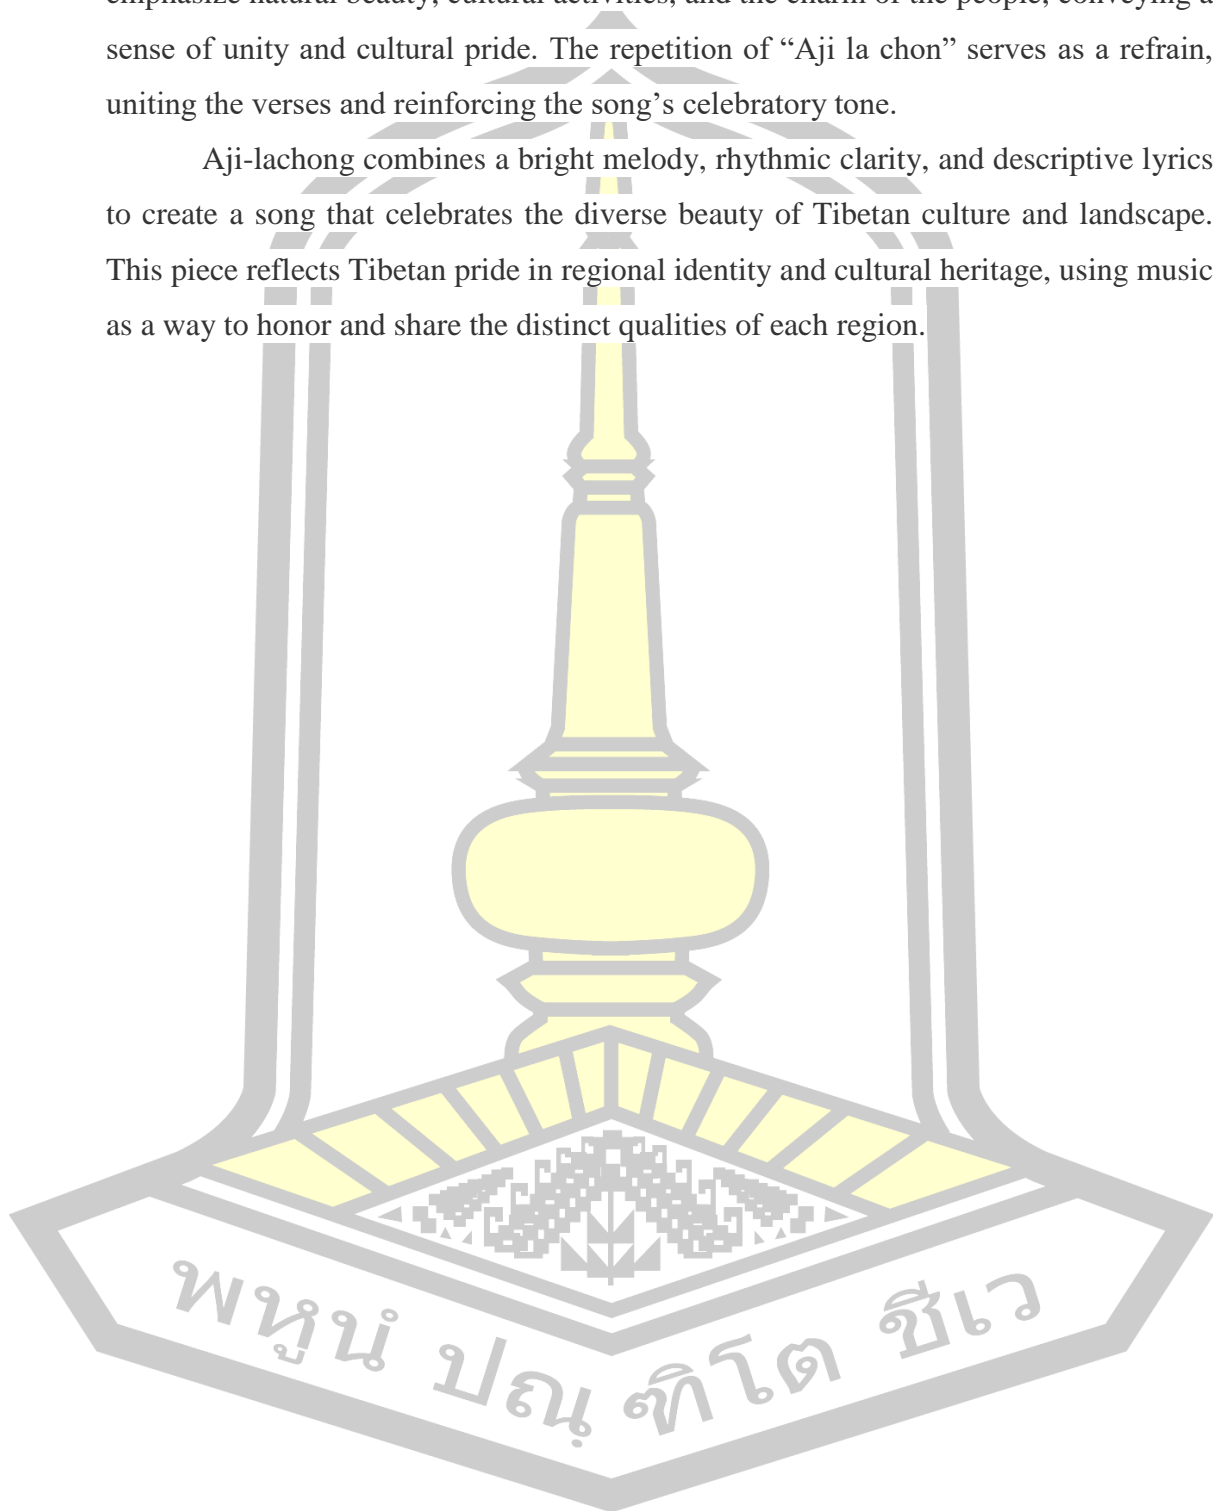 emphasize natural beauty, cultural activities, and the charm of the people, conveying a
sense of unity and cultural pride. The repetition of “Aji la chon” serves as a refrain,
uniting the verses and reinforcing the song’s celebratory tone.
Aji-lachong combines a bright melody, rhythmic clarity, and descriptive lyrics
to create a song that celebrates the diverse beauty of Tibetan culture and landscape.
This piece reflects Tibetan pride in regional identity and cultural heritage, using music
as a way to honor and share the distinct qualities of each region.
พหูนํ ปณฺฑิโต ชีเว